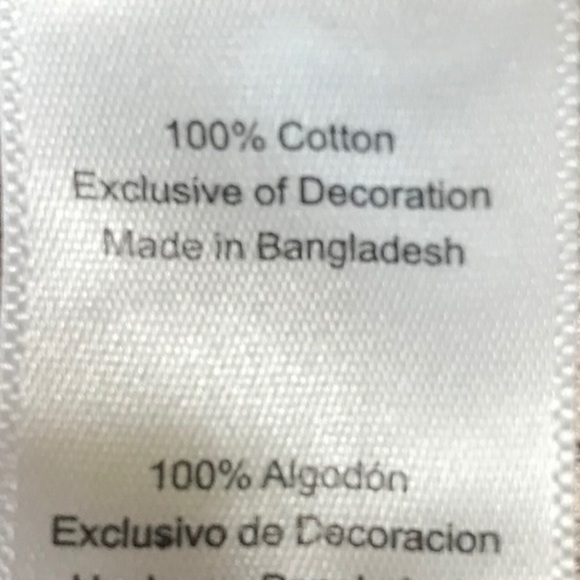 100% Cotton
Exclusive of Decoration
Made in Bangladesh
100% Algodón
Exclusivo de Decoracion